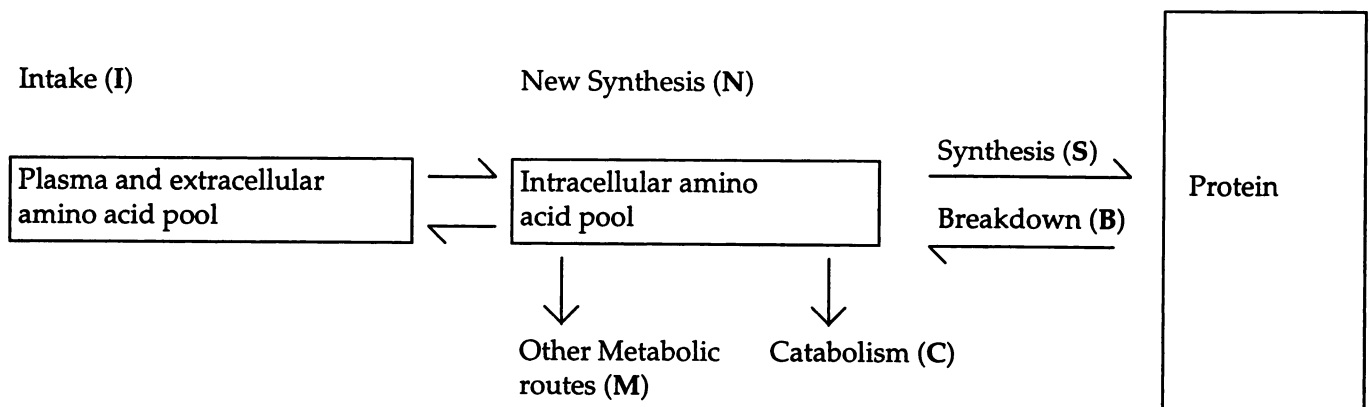 Intake (I)
New Synthesis (N)
Plasma and extracellular
amino acid pool
Intracellular amino
acid pool
Synthesis (S)
Breakdown (B)
Protein
Other Metabolic
routes (M)
Catabolism (C)